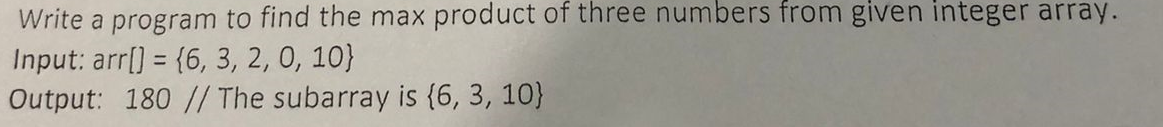 Write a program to find the max product of three numbers from given integer array.
Input: arr[] = {6, 3, 2, 0, 10}
Output: 180 // The subarray is {6, 3, 10}